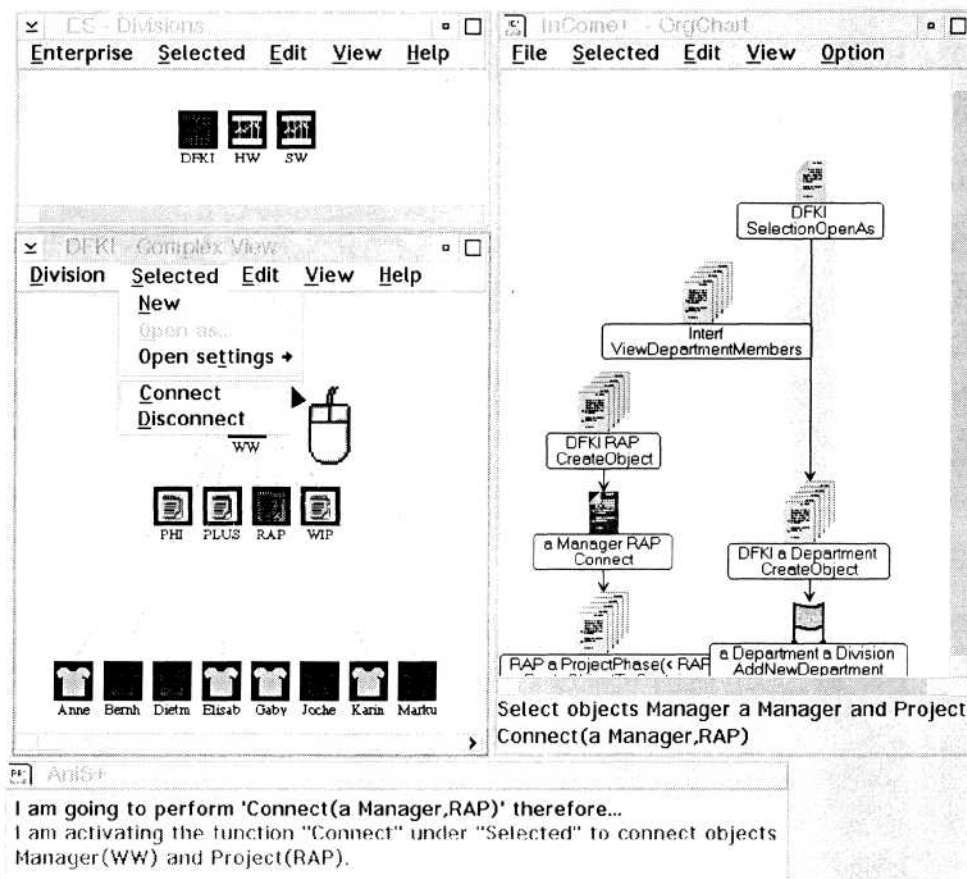 ES - Divisions
Enterprise Selected Edit View Help
DFKI HW SW
DFKI - Complex View
Division Selected Edit View Help
New
Open as...
Open settings
Connect
Disconnect
WW
PHI PLUS RAP WIP
Anne Bernh Dietm Elisab Gaby Joche Karin Marku
InCome+ - OrgChart
File Selected Edit View Option
DFKI
SelectionOpenAs
Interf
ViewDepartmentMembers
DFKI RAP
CreateObject
a Manager RAP
Connect
DFKI a Department
CreateObject
RAP a ProjectPhase(< RAP
a Department a Division
AddNewDepartment
Select objects Manager a Manager and Project
Connect(a Manager,RAP)
AniS+
I am going to perform 'Connect(a Manager,RAP)' therefore...
I am activating the function "Connect" under "Selected" to connect objects
Manager(WW) and Project(RAP).